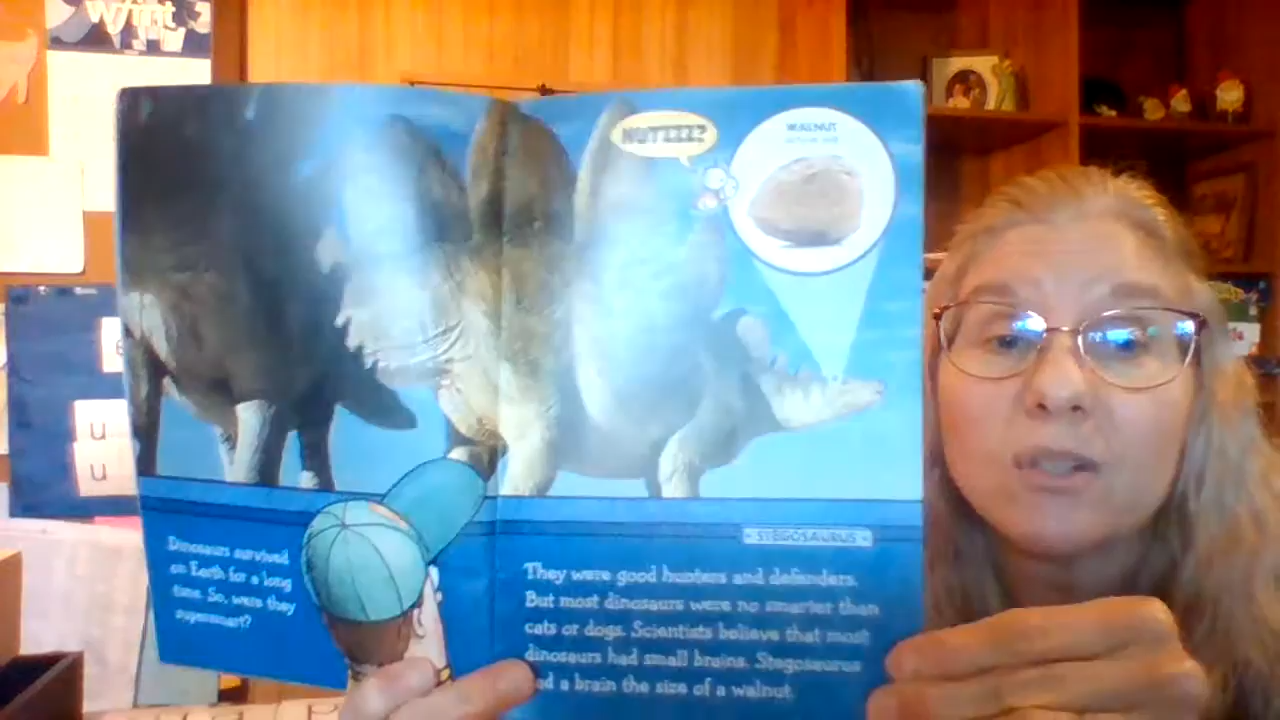 w/int
NUTZZZ?
WALNUT
u
u
STEGOSAURUS
Dinosaurs survived
on Earth for a long
time. So, were they
supersmart?
They were good hunters and defenders.
But most dinosaurs were no smarter than
cats or dogs. Scientists believe that most
dinosaurs had small brains. Stegosaurus
had a brain the size of a walnut.